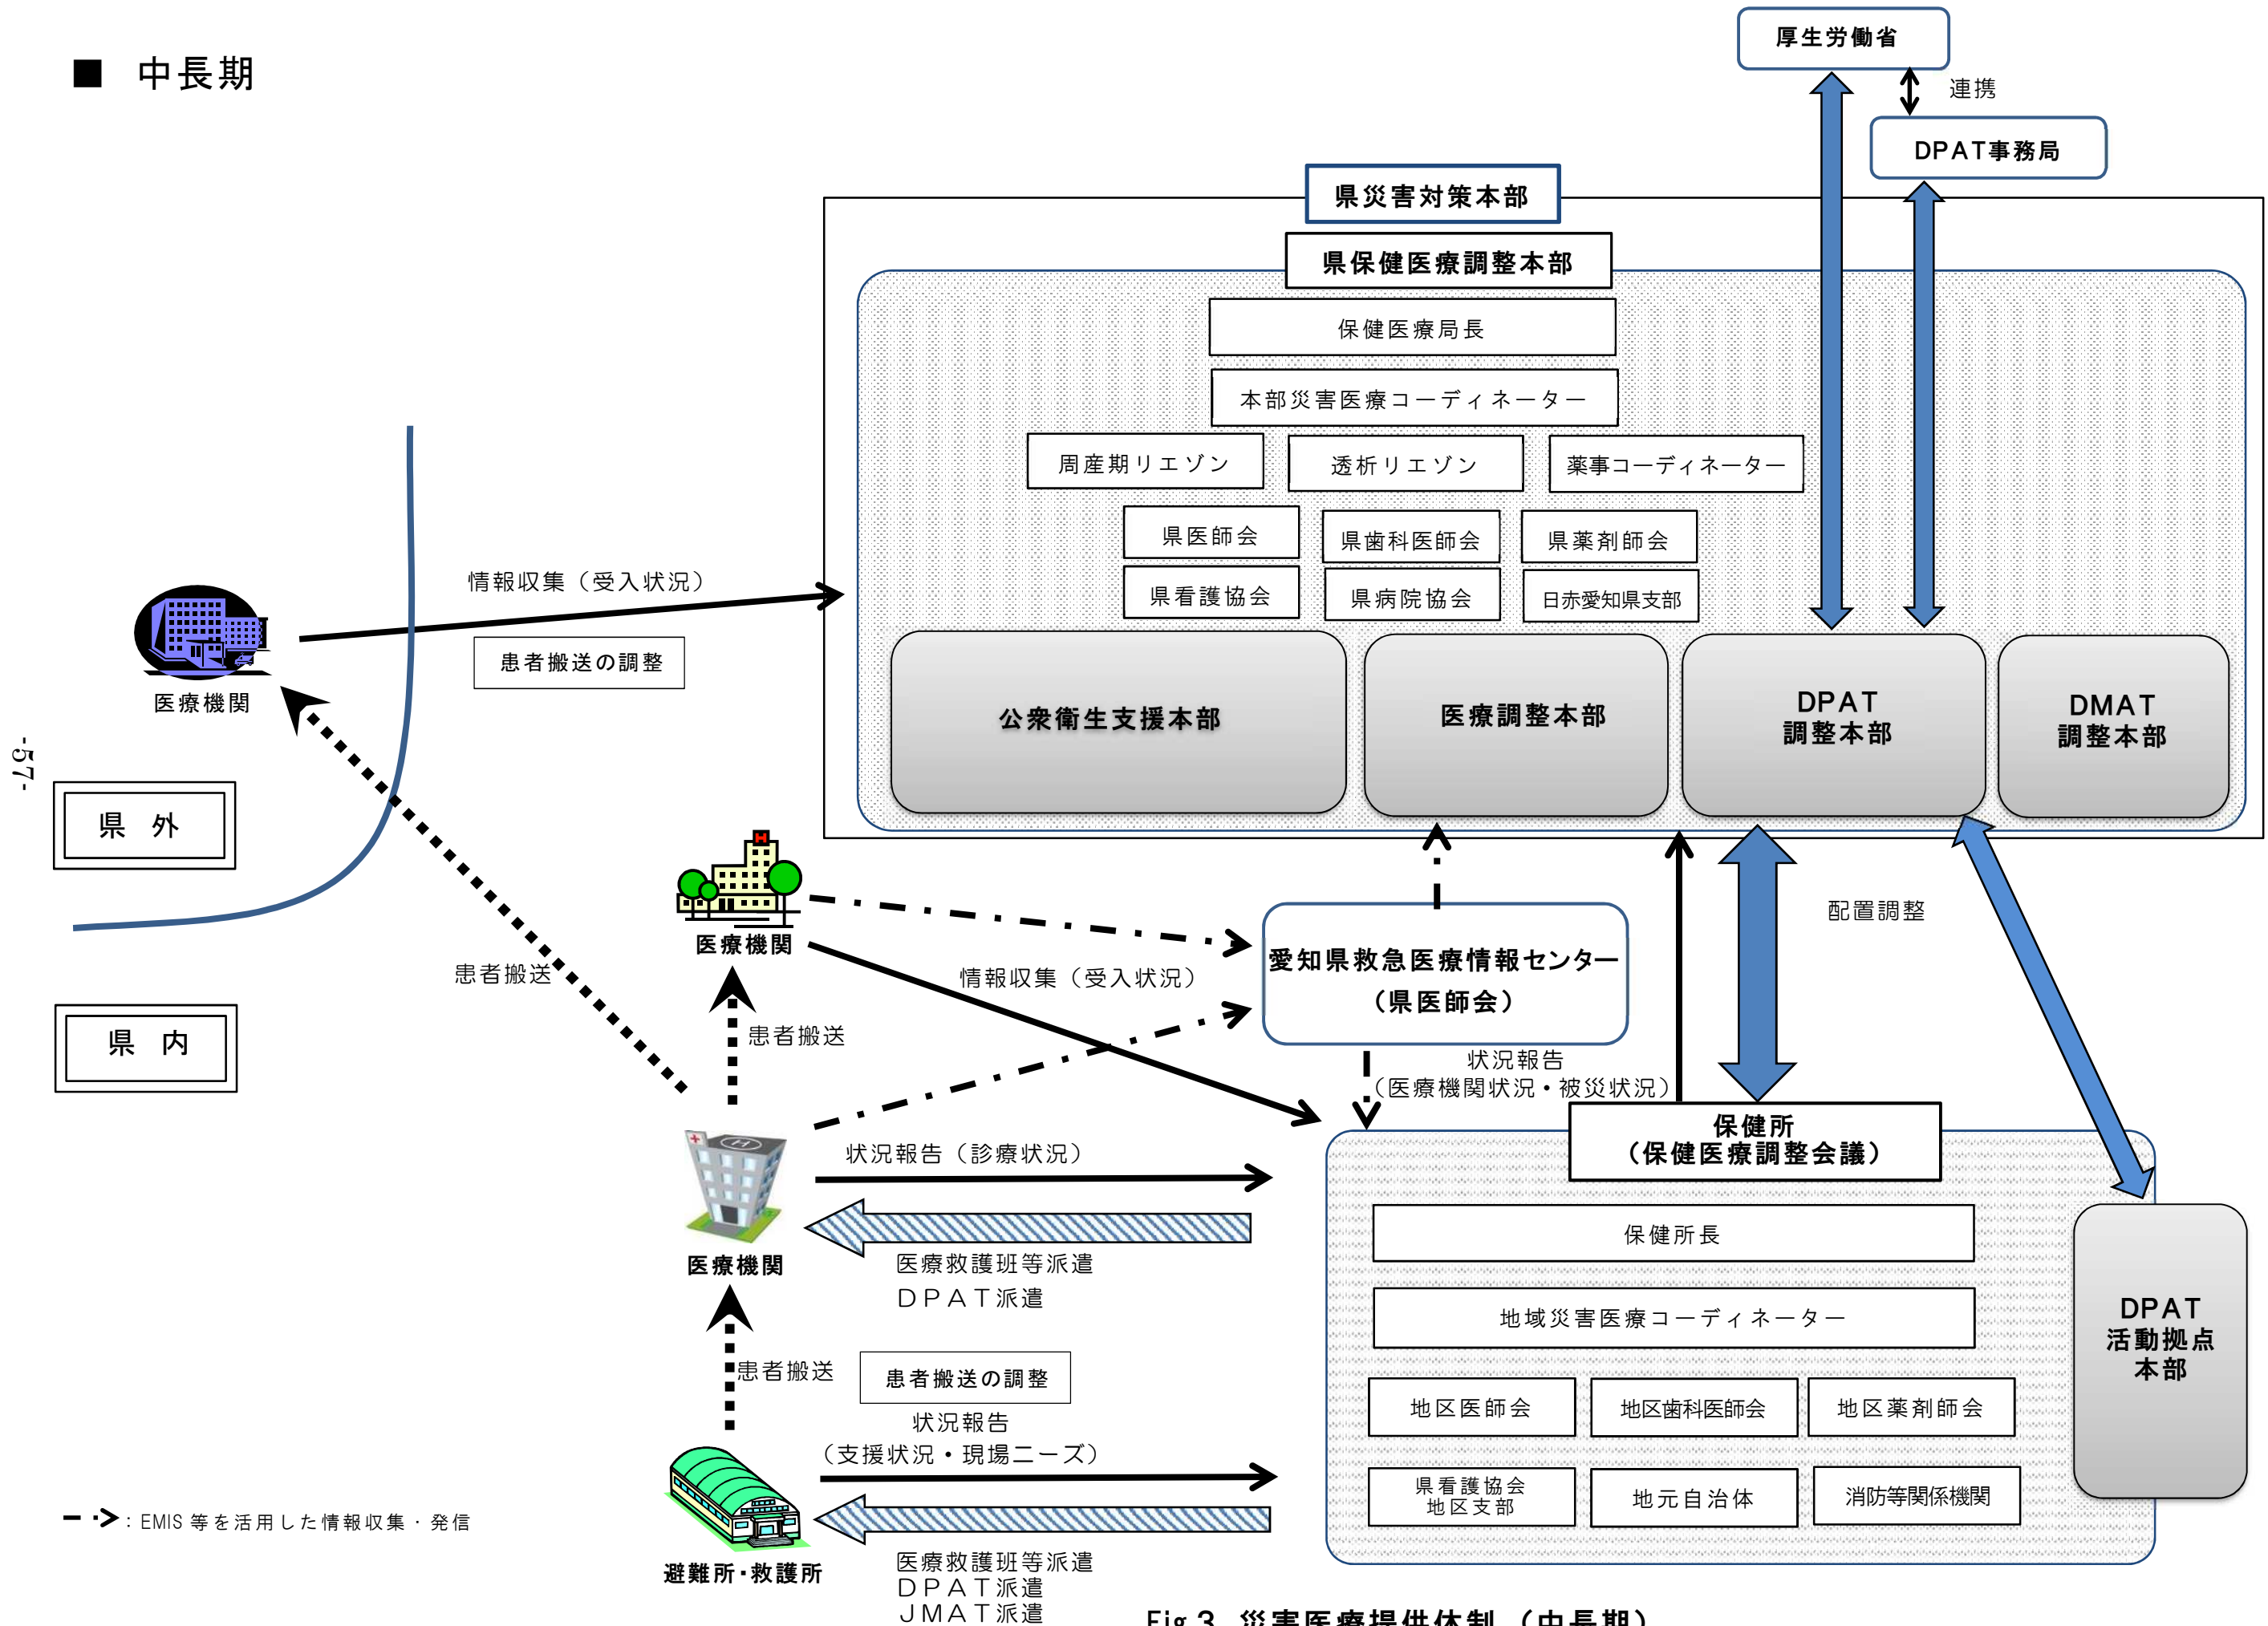 ■ 中長期
厚生労働省
連携
DPAT事務局
県災害対策本部
県保健医療調整本部
保健医療局長
本部災害医療コーディネーター
周産期リエゾン
透析リエゾン
薬事コーディネーター
県医師会
県歯科医師会
県薬剤師会
県看護協会
県病院協会
日赤愛知県支部
公衆衛生支援本部
医療調整本部
DPAT
調整本部
DMAT
調整本部
情報収集（受入状況）
患者搬送の調整
医療機関
-57-
県 外
県 内
患者搬送
医療機関
患者搬送
情報収集（受入状況）
愛知県救急医療情報センター
（県医師会）
配置調整
状況報告
（医療機関状況・被災状況）
保健所
（保健医療調整会議）
保健所長
地域災害医療コーディネーター
地区医師会
地区歯科医師会
地区薬剤師会
県看護協会
地区支部
地元自治体
消防等関係機関
DPAT
活動拠点
本部
状況報告（診療状況）
医療機関
医療救護班等派遣
ＤＰＡＴ派遣
患者搬送
患者搬送の調整
状況報告
（支援状況・現場ニーズ）
避難所・救護所
医療救護班等派遣
ＤＰＡＴ派遣
ＪＭＡＴ派遣
：EMIS 等を活用した情報収集・発信
Fig.3 災害医療提供体制（中長期）